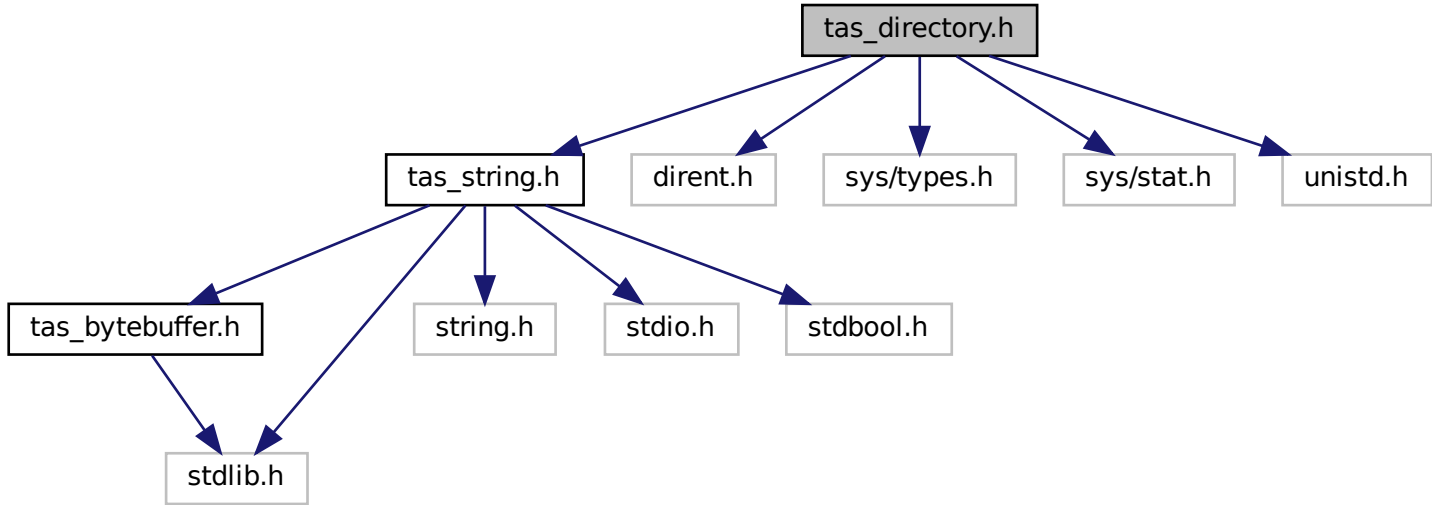 tas_directory.h
tas_string.h
dirent.h
sys/types.h
sys/stat.h
unistd.h
tas_bytebuffer.h
string.h
stdio.h
stdbool.h
stdlib.h